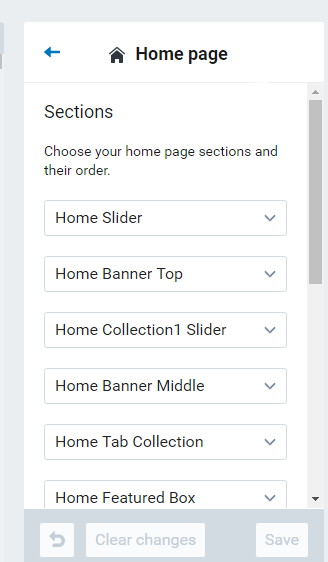 Home page
Sections
Choose your home page sections and
their order.
Home Slider
Home Banner Top
Home Collection1 Slider
Home Banner Middle
Home Tab Collection
Home Featured Box
Clear changes
Save